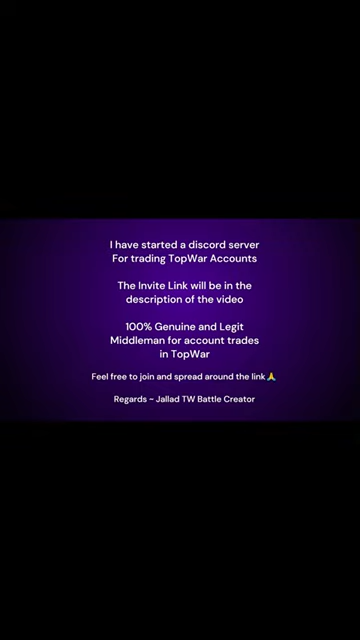 I have started a discord server
For trading TopWar Accounts
The Invite Link will be in the
description of the video
100% Genuine and Legit
Middleman for account trades
in TopWar
Feel free to join and spread around the link 🙏
Regards ~ Jallad TW Battle Creator